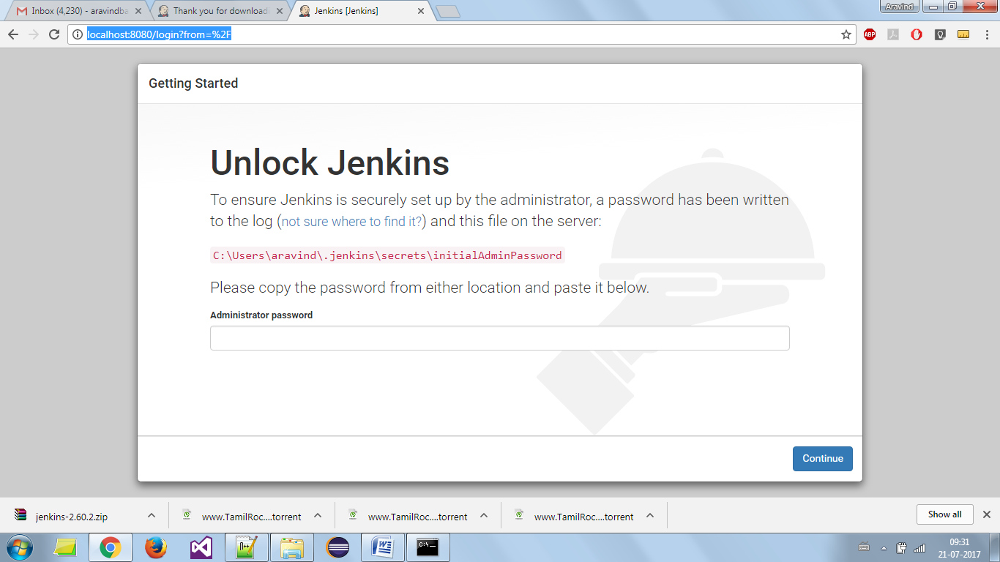 Inbox (4,230) - aravindba
Thank you for downloadi
Jenkins [Jenkins]
Aravind
localhost:8080/login?from=%2F
ABP
Getting Started
Unlock Jenkins
To ensure Jenkins is securely set up by the administrator, a password has been written
to the log (not sure where to find it?) and this file on the server:
C:\Users\aravind\.jenkins\secrets\initialAdminPassword
Please copy the password from either location and paste it below.
Administrator password
Continue
jenkins-2.60.2.zip
www.TamilRoc....torrent
www.TamilRoc....torrent
www.TamilRoc....torrent
Show all
09:31
21-07-2017